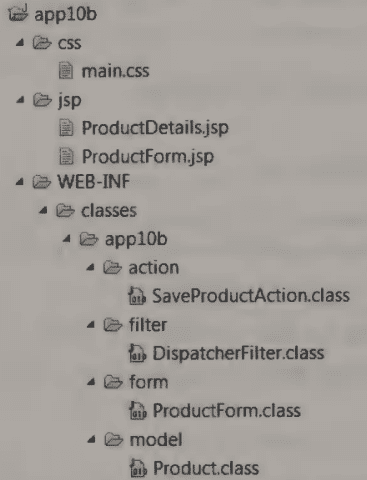 app10b
css
main.css
jsp
ProductDetails.jsp
ProductForm.jsp
WEB-INF
classes
app10b
action
SaveProductAction.class
filter
DispatcherFilter.class
form
ProductForm.class
model
Product.class